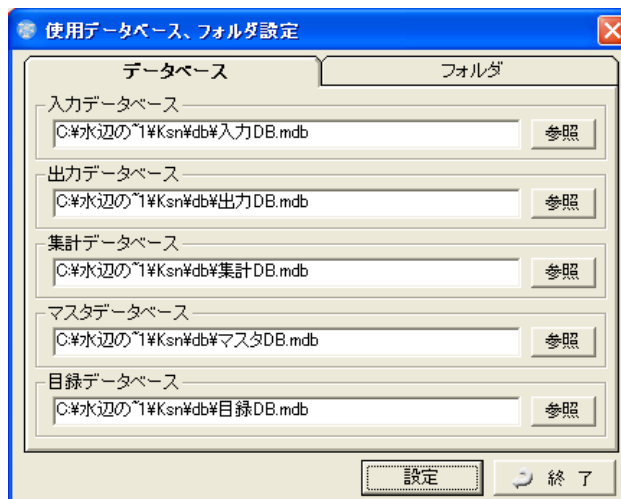 使用データベース、フォルダ設定
データベース フォルダ
入力データベース
C:¥水辺の~1¥Ksn¥db¥入力DB.mdb 参照
出力データベース
C:¥水辺の~1¥Ksn¥db¥出力DB.mdb 参照
集計データベース
C:¥水辺の~1¥Ksn¥db¥集計DB.mdb 参照
マスタデータベース
C:¥水辺の~1¥Ksn¥db¥マスタDB.mdb 参照
目録データベース
C:¥水辺の~1¥Ksn¥db¥目録DB.mdb 参照
設定 終 了